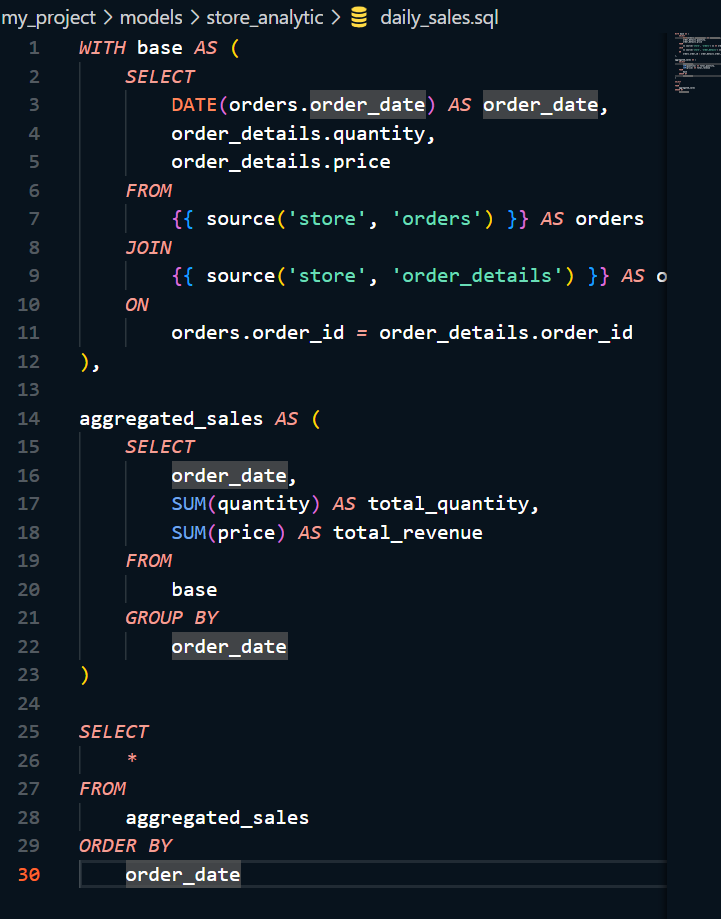 my_project > models > store_analytic > daily_sales.sql
1 WITH base AS (
2     SELECT
3         DATE(orders.order_date) AS order_date,
4         order_details.quantity,
5         order_details.price
6     FROM
7         {{ source('store', 'orders') }} AS orders
8     JOIN
9         {{ source('store', 'order_details') }} AS o
10     ON
11         orders.order_id = order_details.order_id
12 ),
13
14 aggregated_sales AS (
15     SELECT
16         order_date,
17         SUM(quantity) AS total_quantity,
18         SUM(price) AS total_revenue
19     FROM
20         base
21     GROUP BY
22         order_date
23 )
24
25 SELECT
26     *
27 FROM
28     aggregated_sales
29 ORDER BY
30     order_date